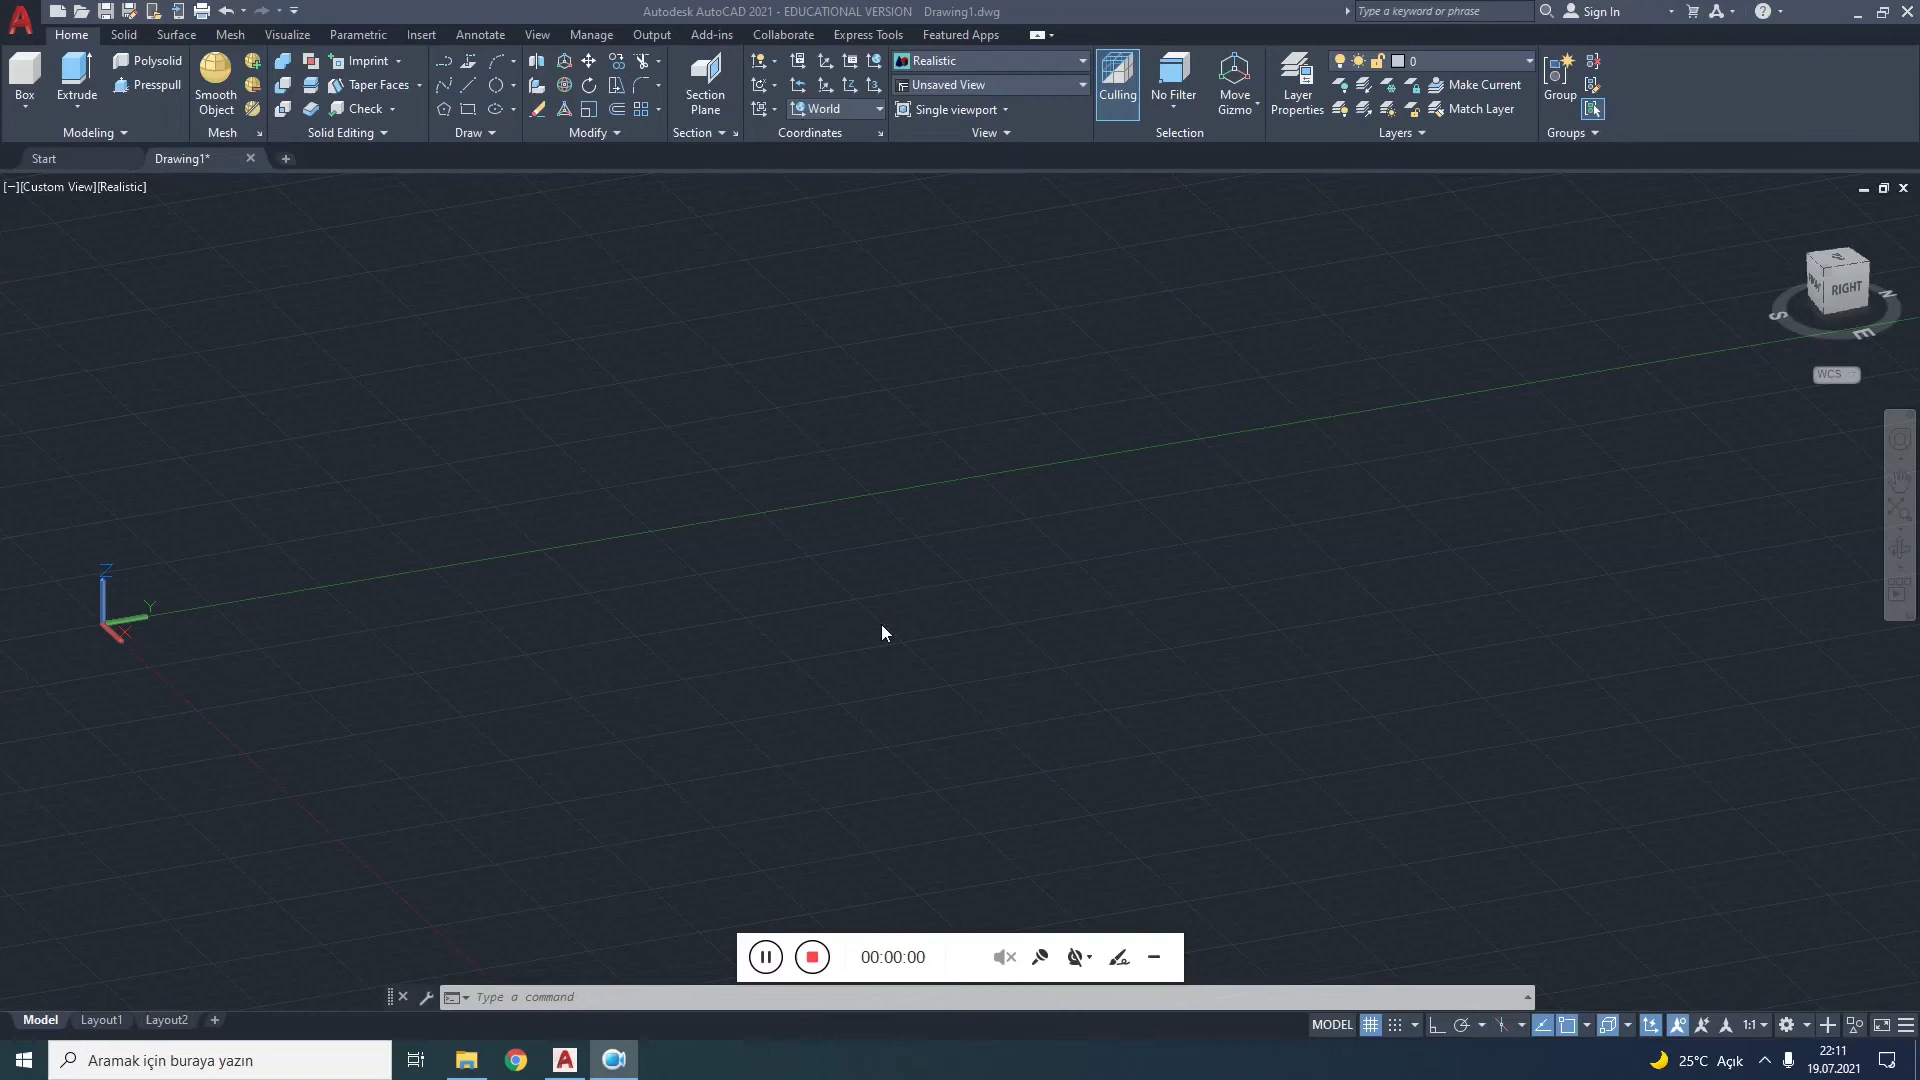 Autodesk AutoCAD 2021 - EDUCATIONAL VERSION Drawing1.dwg
Type a keyword or phrase
Sign In
Home Solid Surface Mesh Visualize Parametric Insert Annotate View Manage Output Add-ins Collaborate Express Tools Featured Apps
Box
Extrude
Polysolid
Presspull
Modeling
Smooth
Object
Mesh
Imprint
Taper Faces
Check
Solid Editing
Draw
Modify
Section
Plane
Section
World
Coordinates
Realistic
Unsaved View
Single viewport
View
Culling
No Filter
Move
Gizmo
Selection
Layer
Properties
0
Make Current
Match Layer
Layers
Group
Groups
Start
Drawing1*
[−][Custom View][Realistic]
RIGHT
S
E
N
WCS
Z
Y
X
00:00:00
Type a command
Model Layout1 Layout2
MODEL
1:1
Aramak için buraya yazın
25°C Açık
22:11
19.07.2021